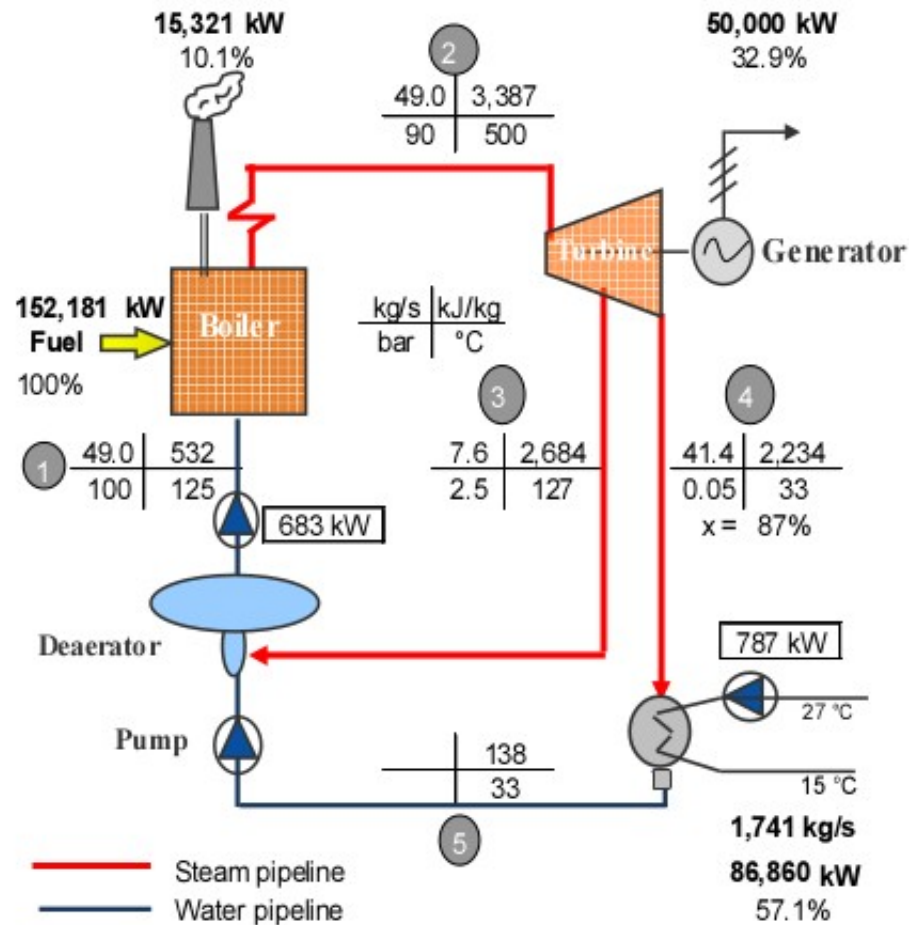 15,321 kW
10.1%
50,000 kW
32.9%
2
49.0 3,387
90 500
Turbine
Generator
152,181 kW
Fuel
100%
Boiler
kg/s kJ/kg
bar °C
3
4
1
49.0 532
100 125
7.6 2,684
2.5 127
41.4 2,234
0.05 33
x = 87%
683 kW
Deaerator
787 kW
27 °C
Pump
138
33
15 °C
5
1,741 kg/s
86,860 kW
57.1%
Steam pipeline
Water pipeline